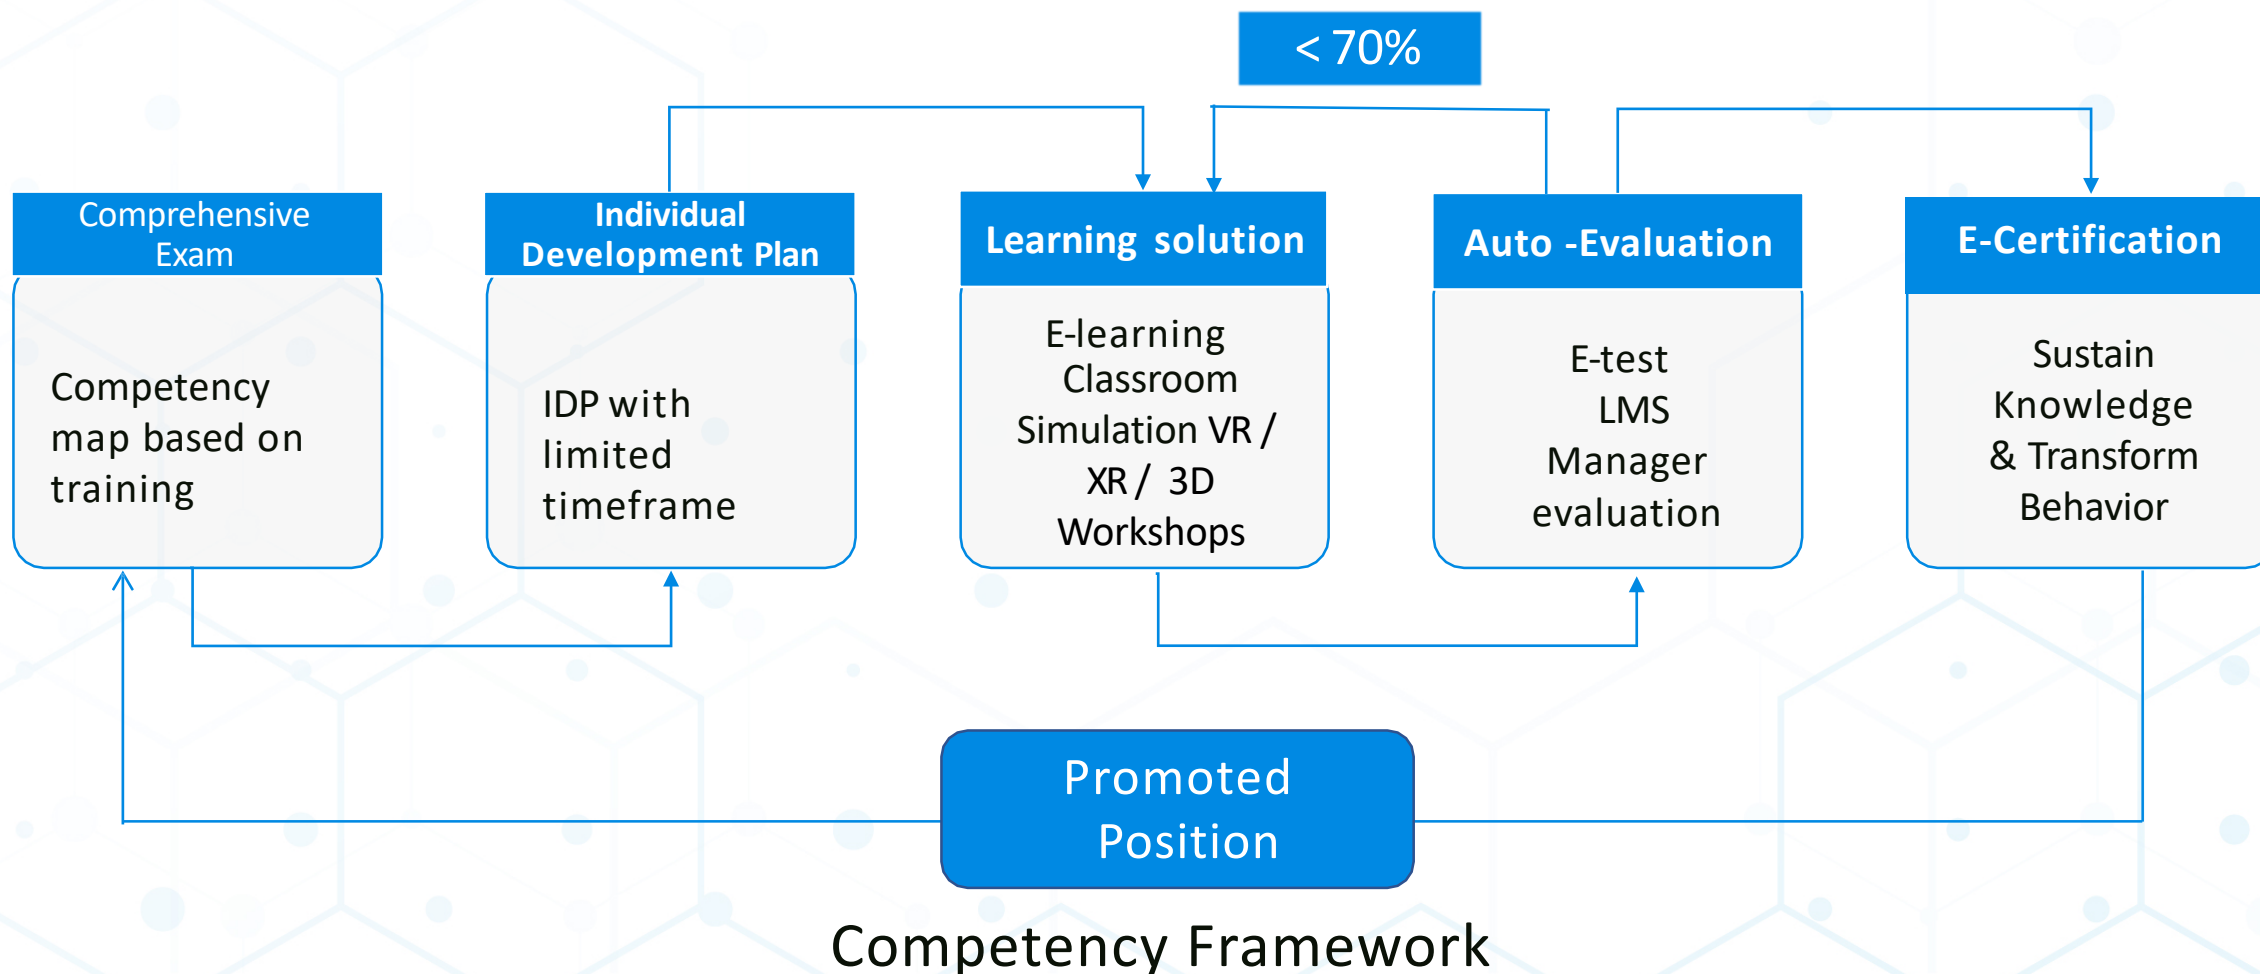 < 70%
Comprehensive
Exam
Competency
map based on
training
Individual
Development Plan
IDP with
limited
timeframe
Learning solution
E-learning
Classroom
Simulation VR /
XR / 3D
Workshops
Auto -Evaluation
E-test
LMS
Manager
evaluation
E-Certification
Sustain
Knowledge
& Transform
Behavior
Promoted
Position
Competency Framework